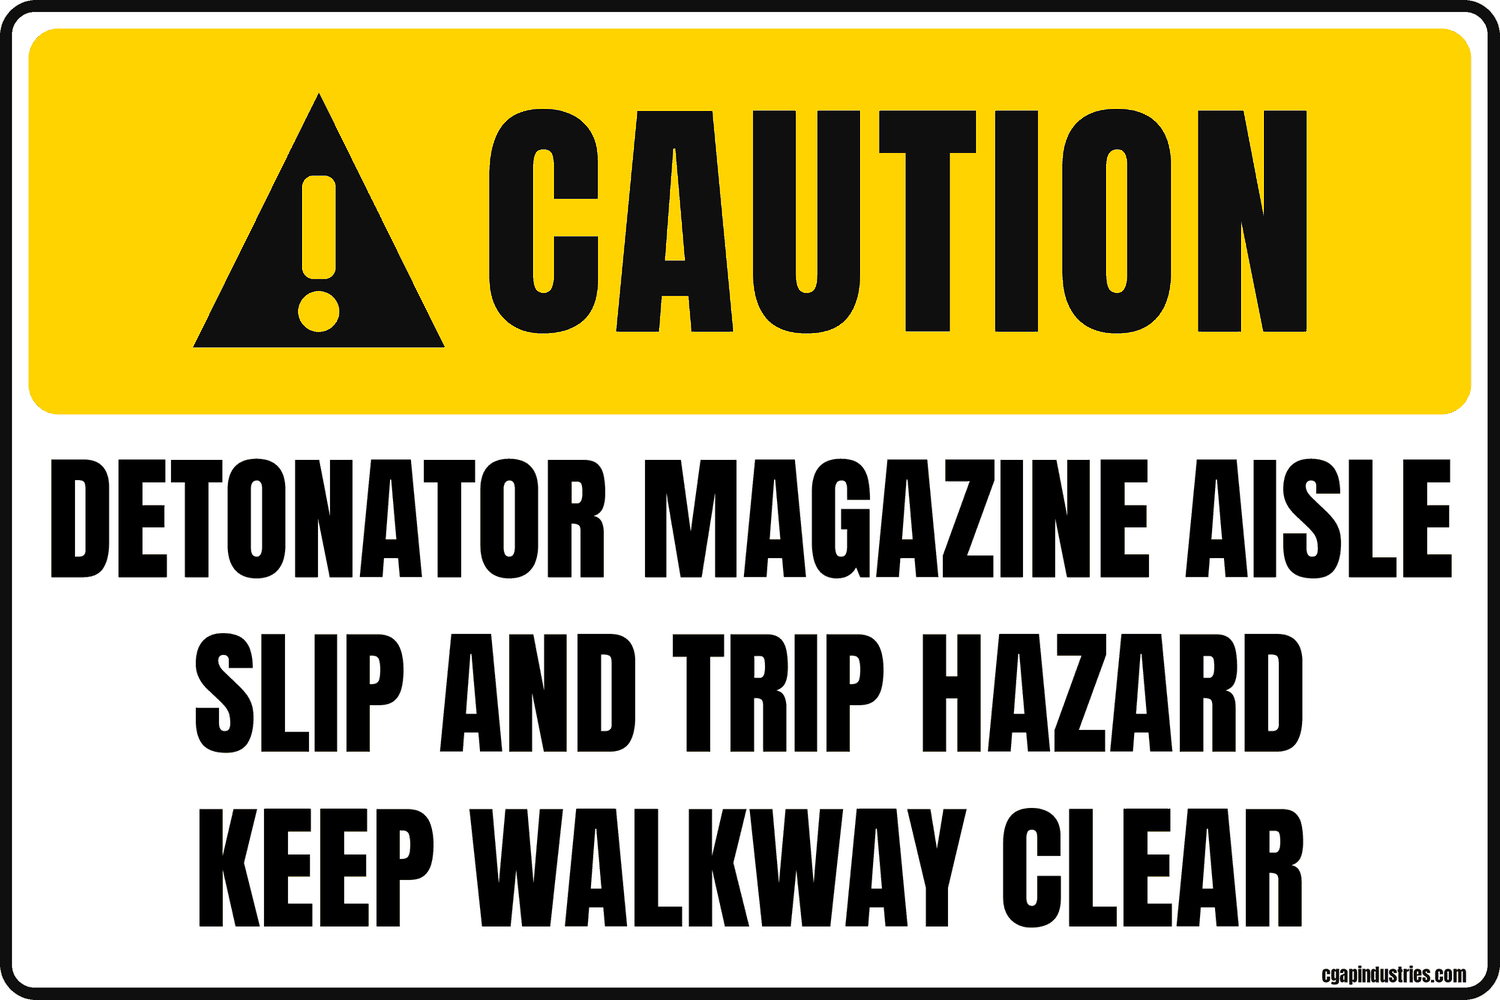 CAUTION
DETONATOR MAGAZINE AISLE
SLIP AND TRIP HAZARD
KEEP WALKWAY CLEAR
cgapindustries.com